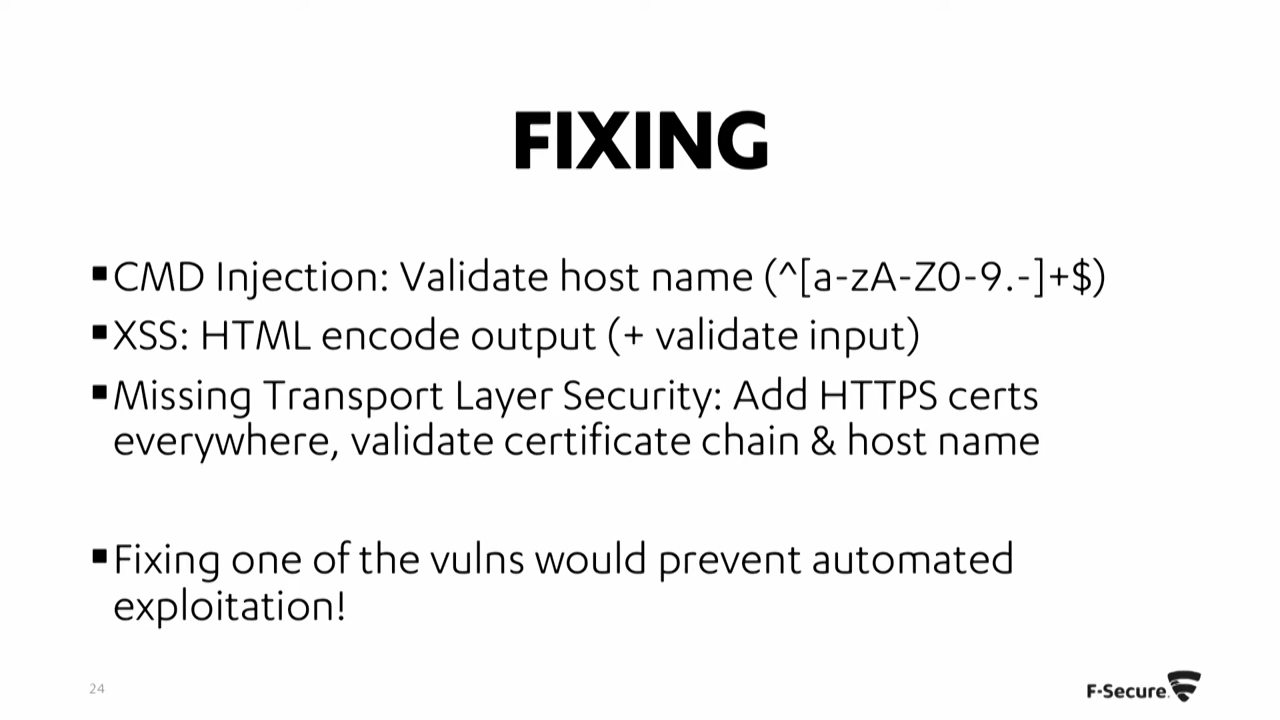 FIXING
▪CMD Injection: Validate host name (^[a-zA-Z0-9.-]+$)
▪XSS: HTML encode output (+ validate input)
▪Missing Transport Layer Security: Add HTTPS certs
everywhere, validate certificate chain & host name
▪Fixing one of the vulns would prevent automated
exploitation!
24
F-Secure.